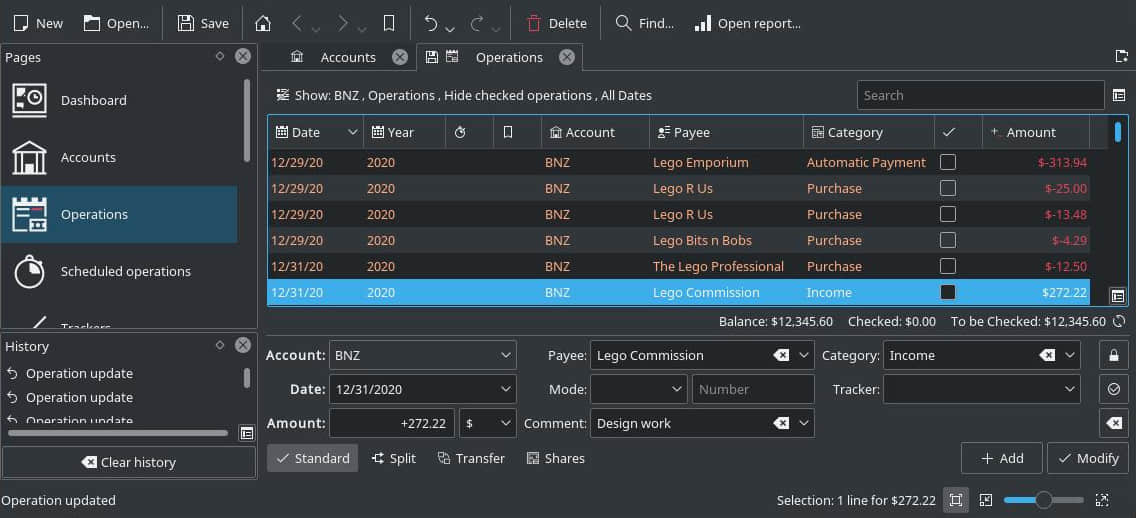 New Open... Save Delete Find... Open report...
Pages
Dashboard
Accounts
Operations
Scheduled operations
Trackers
History
Operation update
Operation update
Operation update
Clear history
Operation updated
Accounts Operations
Show: BNZ , Operations , Hide checked operations , All Dates Search
Date Year Account Payee Category Amount
12/29/20 2020 BNZ Lego Emporium Automatic Payment $-313.94
12/29/20 2020 BNZ Lego R Us Purchase $-25.00
12/29/20 2020 BNZ Lego R Us Purchase $-13.48
12/29/20 2020 BNZ Lego Bits n Bobs Purchase $-4.29
12/31/20 2020 BNZ The Lego Professional Purchase $-12.50
12/31/20 2020 BNZ Lego Commission Income $272.22
Balance: $12,345.60 Checked: $0.00 To be Checked: $12,345.60
Account: BNZ Payee: Lego Commission Category: Income
Date: 12/31/2020 Mode: Number Tracker:
Amount: +272.22 $ Comment: Design work
Standard Split Transfer Shares Add Modify
Selection: 1 line for $272.22